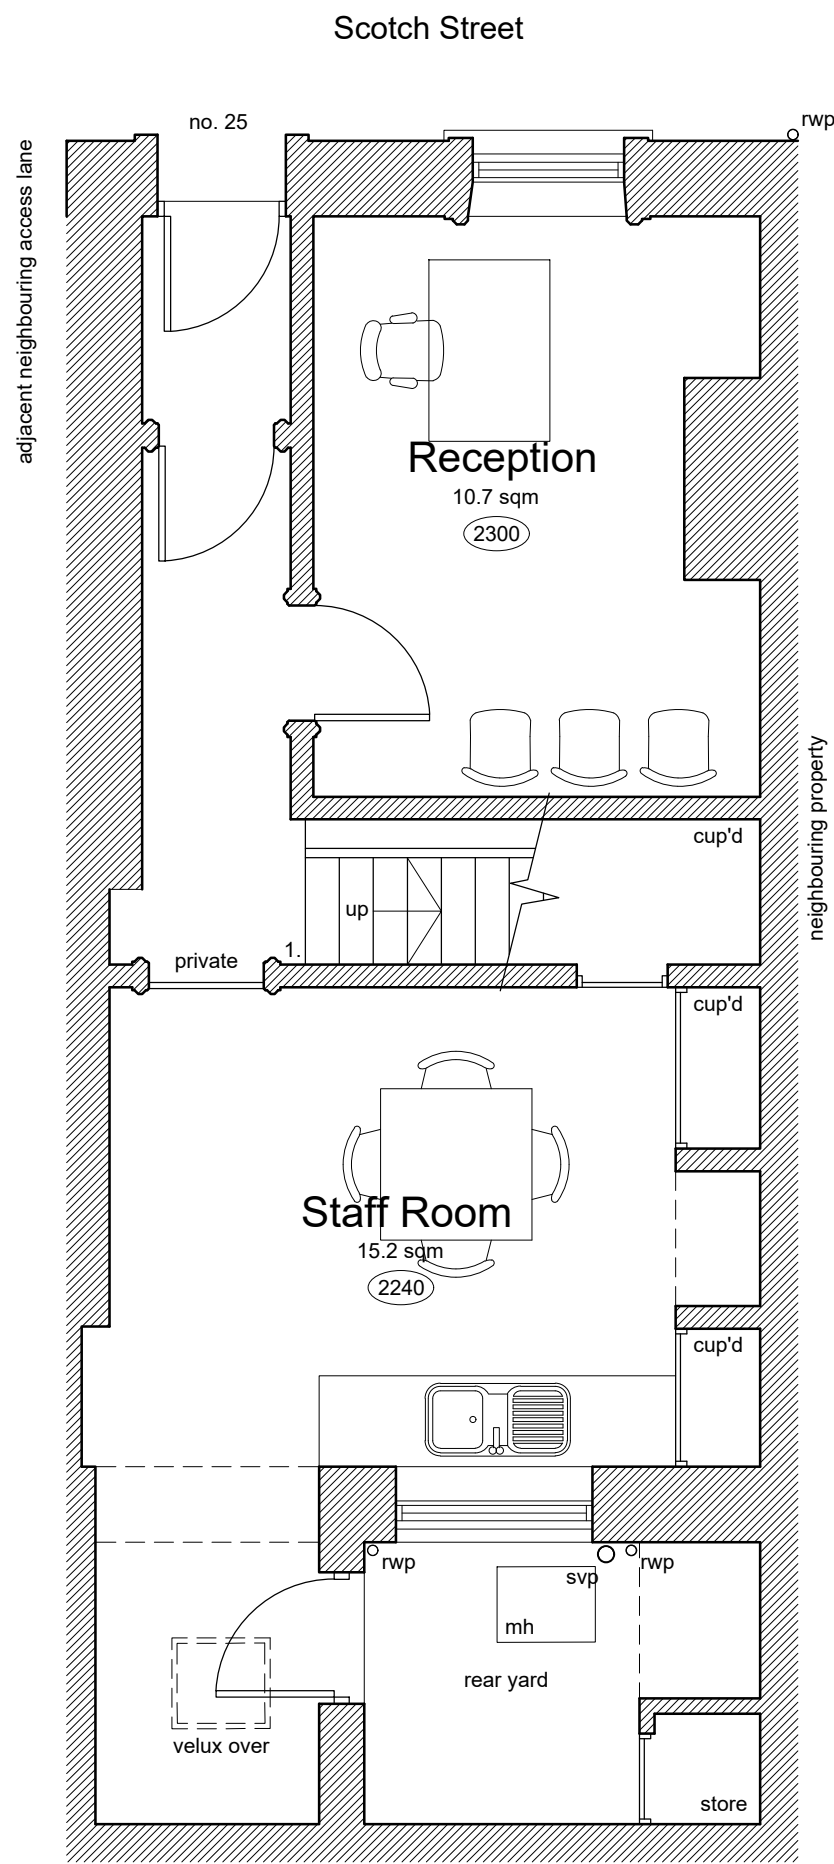 Scotch Street
no. 25
rwp
adjacent neighbouring access lane
Reception
10.7 sqm
2300
neighbouring property
cup'd
up
1.
private
cup'd
Staff Room
15.2 sqm
2240
cup'd
rwp
svp
rwp
mh
rear yard
velux over
store